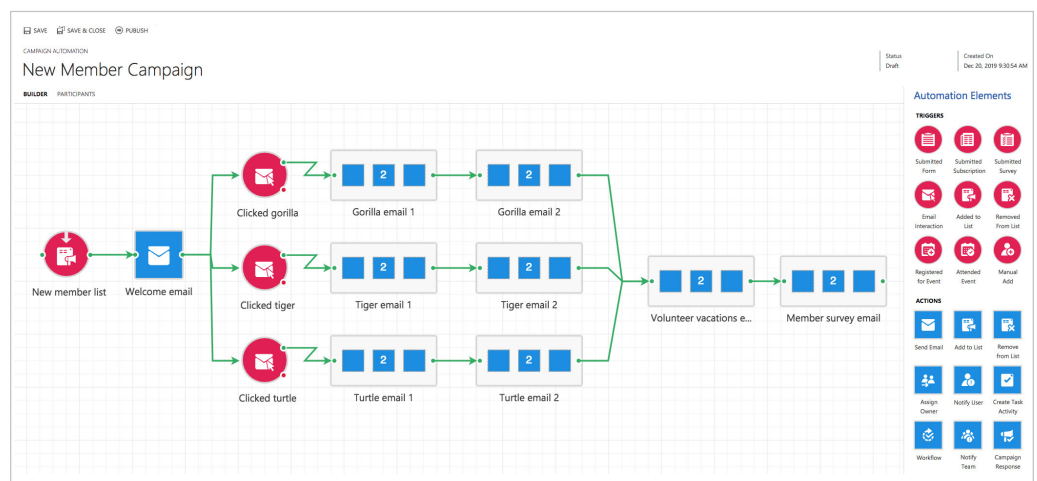 SAVE SAVE & CLOSE PUBLISH
CAMPAIGN AUTOMATION
New Member Campaign
Status
Draft
Created On
Dec 20, 2019 9:30:54 AM
BUILDER PARTICIPANTS
New member list
Welcome email
Clicked gorilla
2
Gorilla email 1
2
Gorilla email 2
Clicked tiger
2
Tiger email 1
2
Tiger email 2
Clicked turtle
2
Turtle email 1
2
Turtle email 2
2
Volunteer vacations e...
2
Member survey email
Automation Elements
TRIGGERS
Submitted Form
Submitted Subscription
Submitted Survey
Email Interaction
Added to List
Removed From List
Registered for Event
Attended Event
Manual Add
ACTIONS
Send Email
Add to List
Remove from List
Assign Owner
Notify User
Create Task Activity
Workflow
Notify Team
Campaign Response